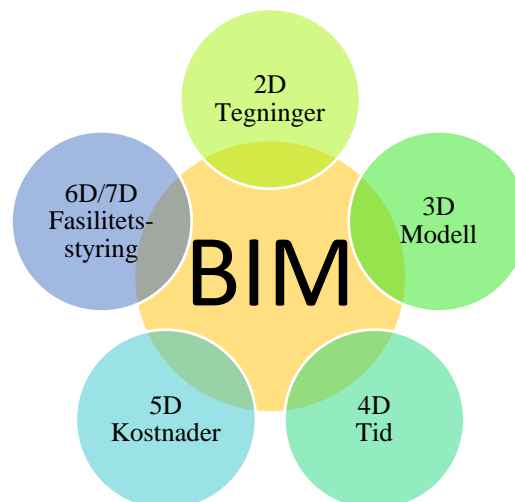 2D
Tegninger
3D
Modell
4D
Tid
5D
Kostnader
6D/7D
Fasilitets-
styring
BIM